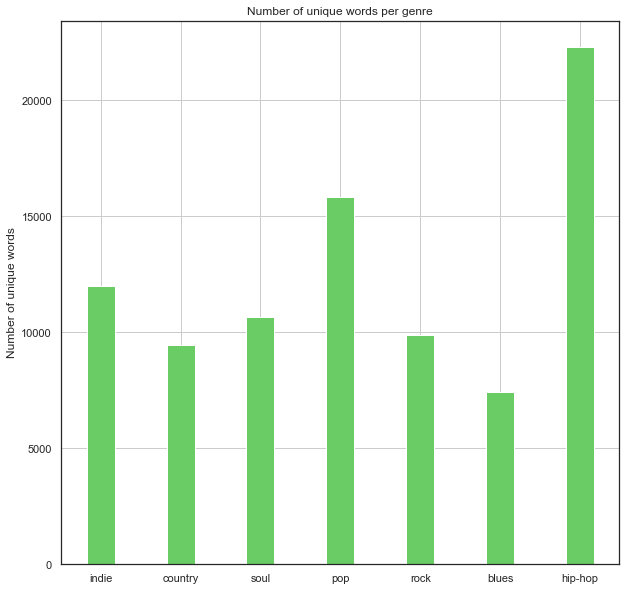 Number of unique words per genre
Number of unique words
20000
15000
10000
5000
0
indie country soul pop rock blues hip-hop